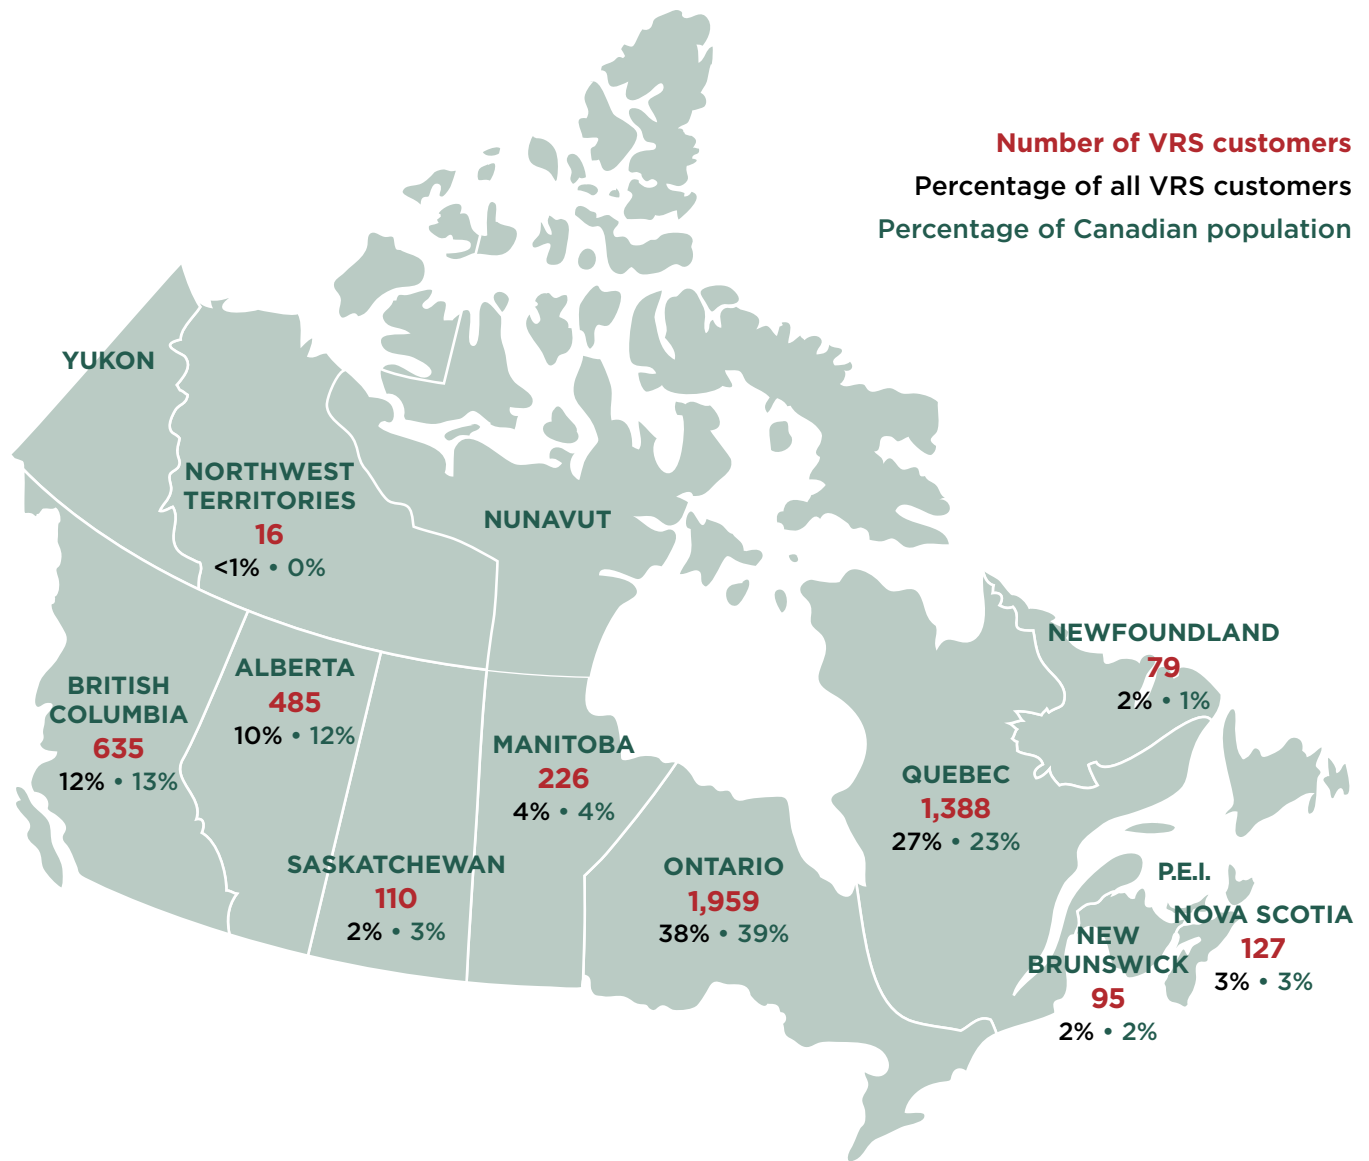 Number of VRS customers
Percentage of all VRS customers
Percentage of Canadian population
YUKON
NORTHWEST
TERRITORIES
16
<1% • 0%
NUNAVUT
BRITISH
COLUMBIA
635
12% • 13%
ALBERTA
485
10% • 12%
SASKATCHEWAN
110
2% • 3%
MANITOBA
226
4% • 4%
ONTARIO
1,959
38% • 39%
QUEBEC
1,388
27% • 23%
NEWFOUNDLAND
79
2% • 1%
P.E.I.
NOVA SCOTIA
127
3% • 3%
NEW
BRUNSWICK
95
2% • 2%